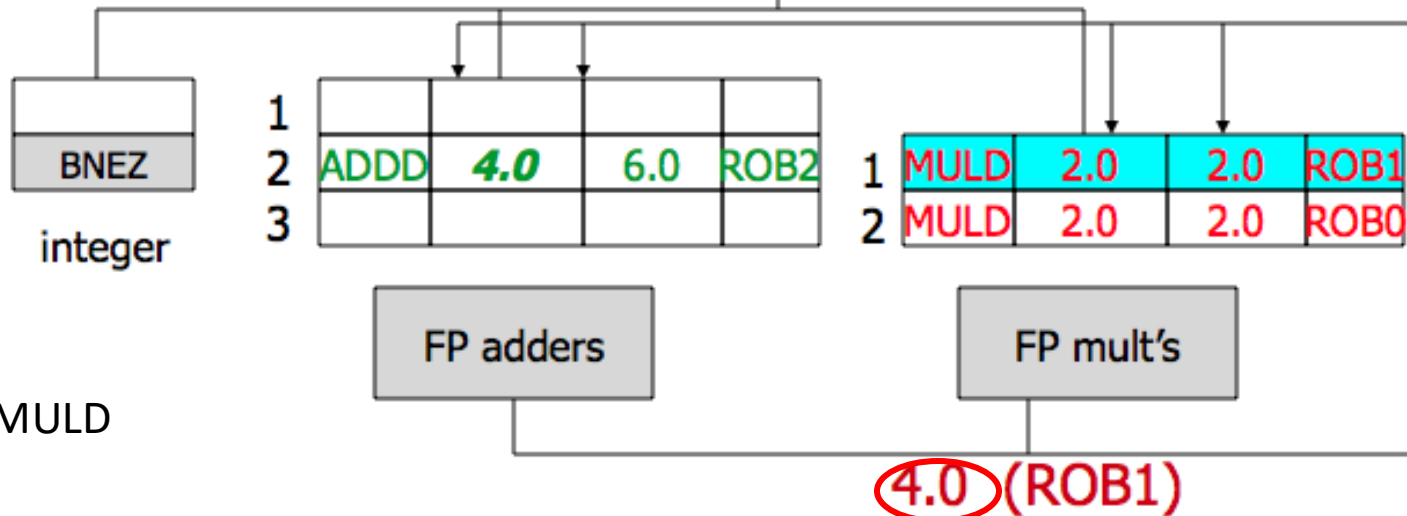 1
BNEZ 2 ADDD 4.0 6.0 ROB2 1 MULD 2.0 2.0 ROB1
3 2 MULD 2.0 2.0 ROB0
integer
FP adders FP mult's
MULD
4.0 (ROB1)